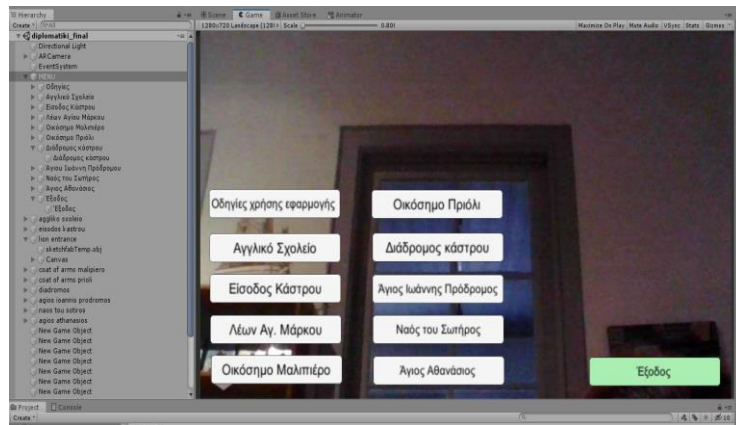 Hierarchy
Create
diplomatiki_final
Directional Light
ARCamera
EventSystem
MENU
Οδηγίες
Αγγλικό Σχολείο
Είσοδος Κάστρου
Λέων Αγίου Μάρκου
Οικόσημο Μαλιπιέρο
Οικόσημο Πριόλι
Διάδρομος κάστρου
Διάδρομος κάστρου
Αγιου Ιωάννη Πρόδρομου
Ναός του Σωτήρος
Άγιος Αθανάσιος
Έξοδος
Έξοδος
aggliko sxoleio
eisodos kastrou
lion entrance
sketchfabTemp.obj
Canvas
coat of arms malipiero
coat of arms prioli
diadromos
agios ioannis prodromos
naos tou sotiros
agios athanasios
New Game Object
New Game Object
New Game Object
New Game Object
New Game Object
New Game Object
New Game Object
Scene Game Asset Store Animator
1280x720 Landscape (1280 Scale 0.801 Maximize On Play Mute Audio VSync Stats Gizmos
Οδηγίες χρήσης εφαρμογής
Οικόσημο Πριόλι
Αγγλικό Σχολείο
Διάδρομος κάστρου
Είσοδος Κάστρου
Άγιος Ιωάννης Πρόδρομος
Λέων Αγ. Μάρκου
Ναός του Σωτήρος
Οικόσημο Μαλιπιέρο
Άγιος Αθανάσιος
Έξοδος
Project Console
Create